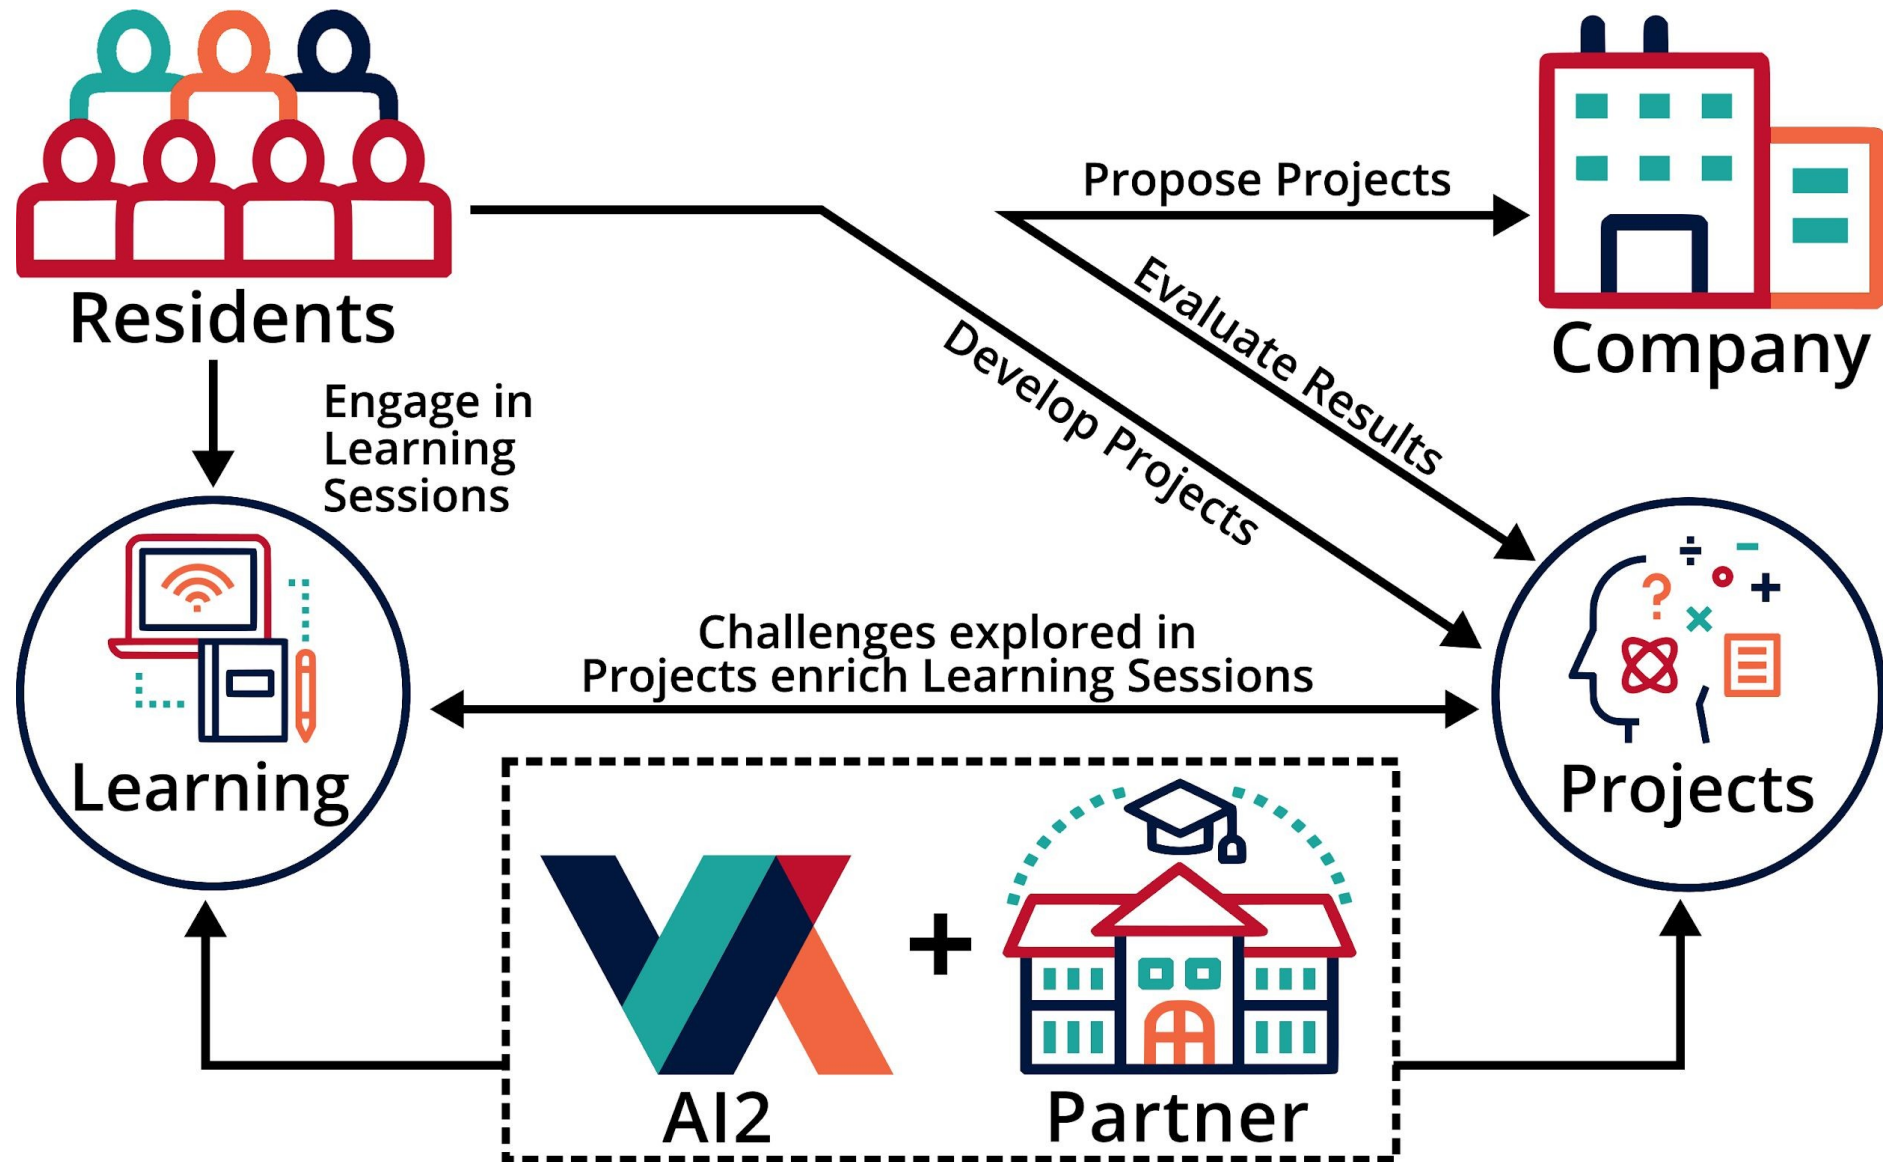 Residents
Propose Projects
Company
Evaluate Results
Develop Projects
Engage in
Learning
Sessions
Challenges explored in
Projects enrich Learning Sessions
Learning
Projects
AI2
+
Partner